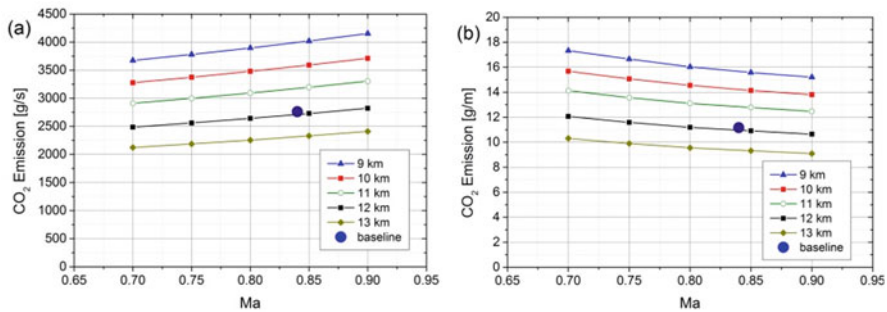 (a)
CO2 Emission [g/s]
4500
4000
3500
3000
2500
2000
1500
1000
500
0
0.65 0.70 0.75 0.80 0.85 0.90 0.95
Ma
9 km
10 km
11 km
12 km
13 km
baseline
(b)
CO2 Emission [g/m]
20
18
16
14
12
10
8
6
4
2
0
0.65 0.70 0.75 0.80 0.85 0.90 0.95
Ma
9 km
10 km
11 km
12 km
13 km
baseline